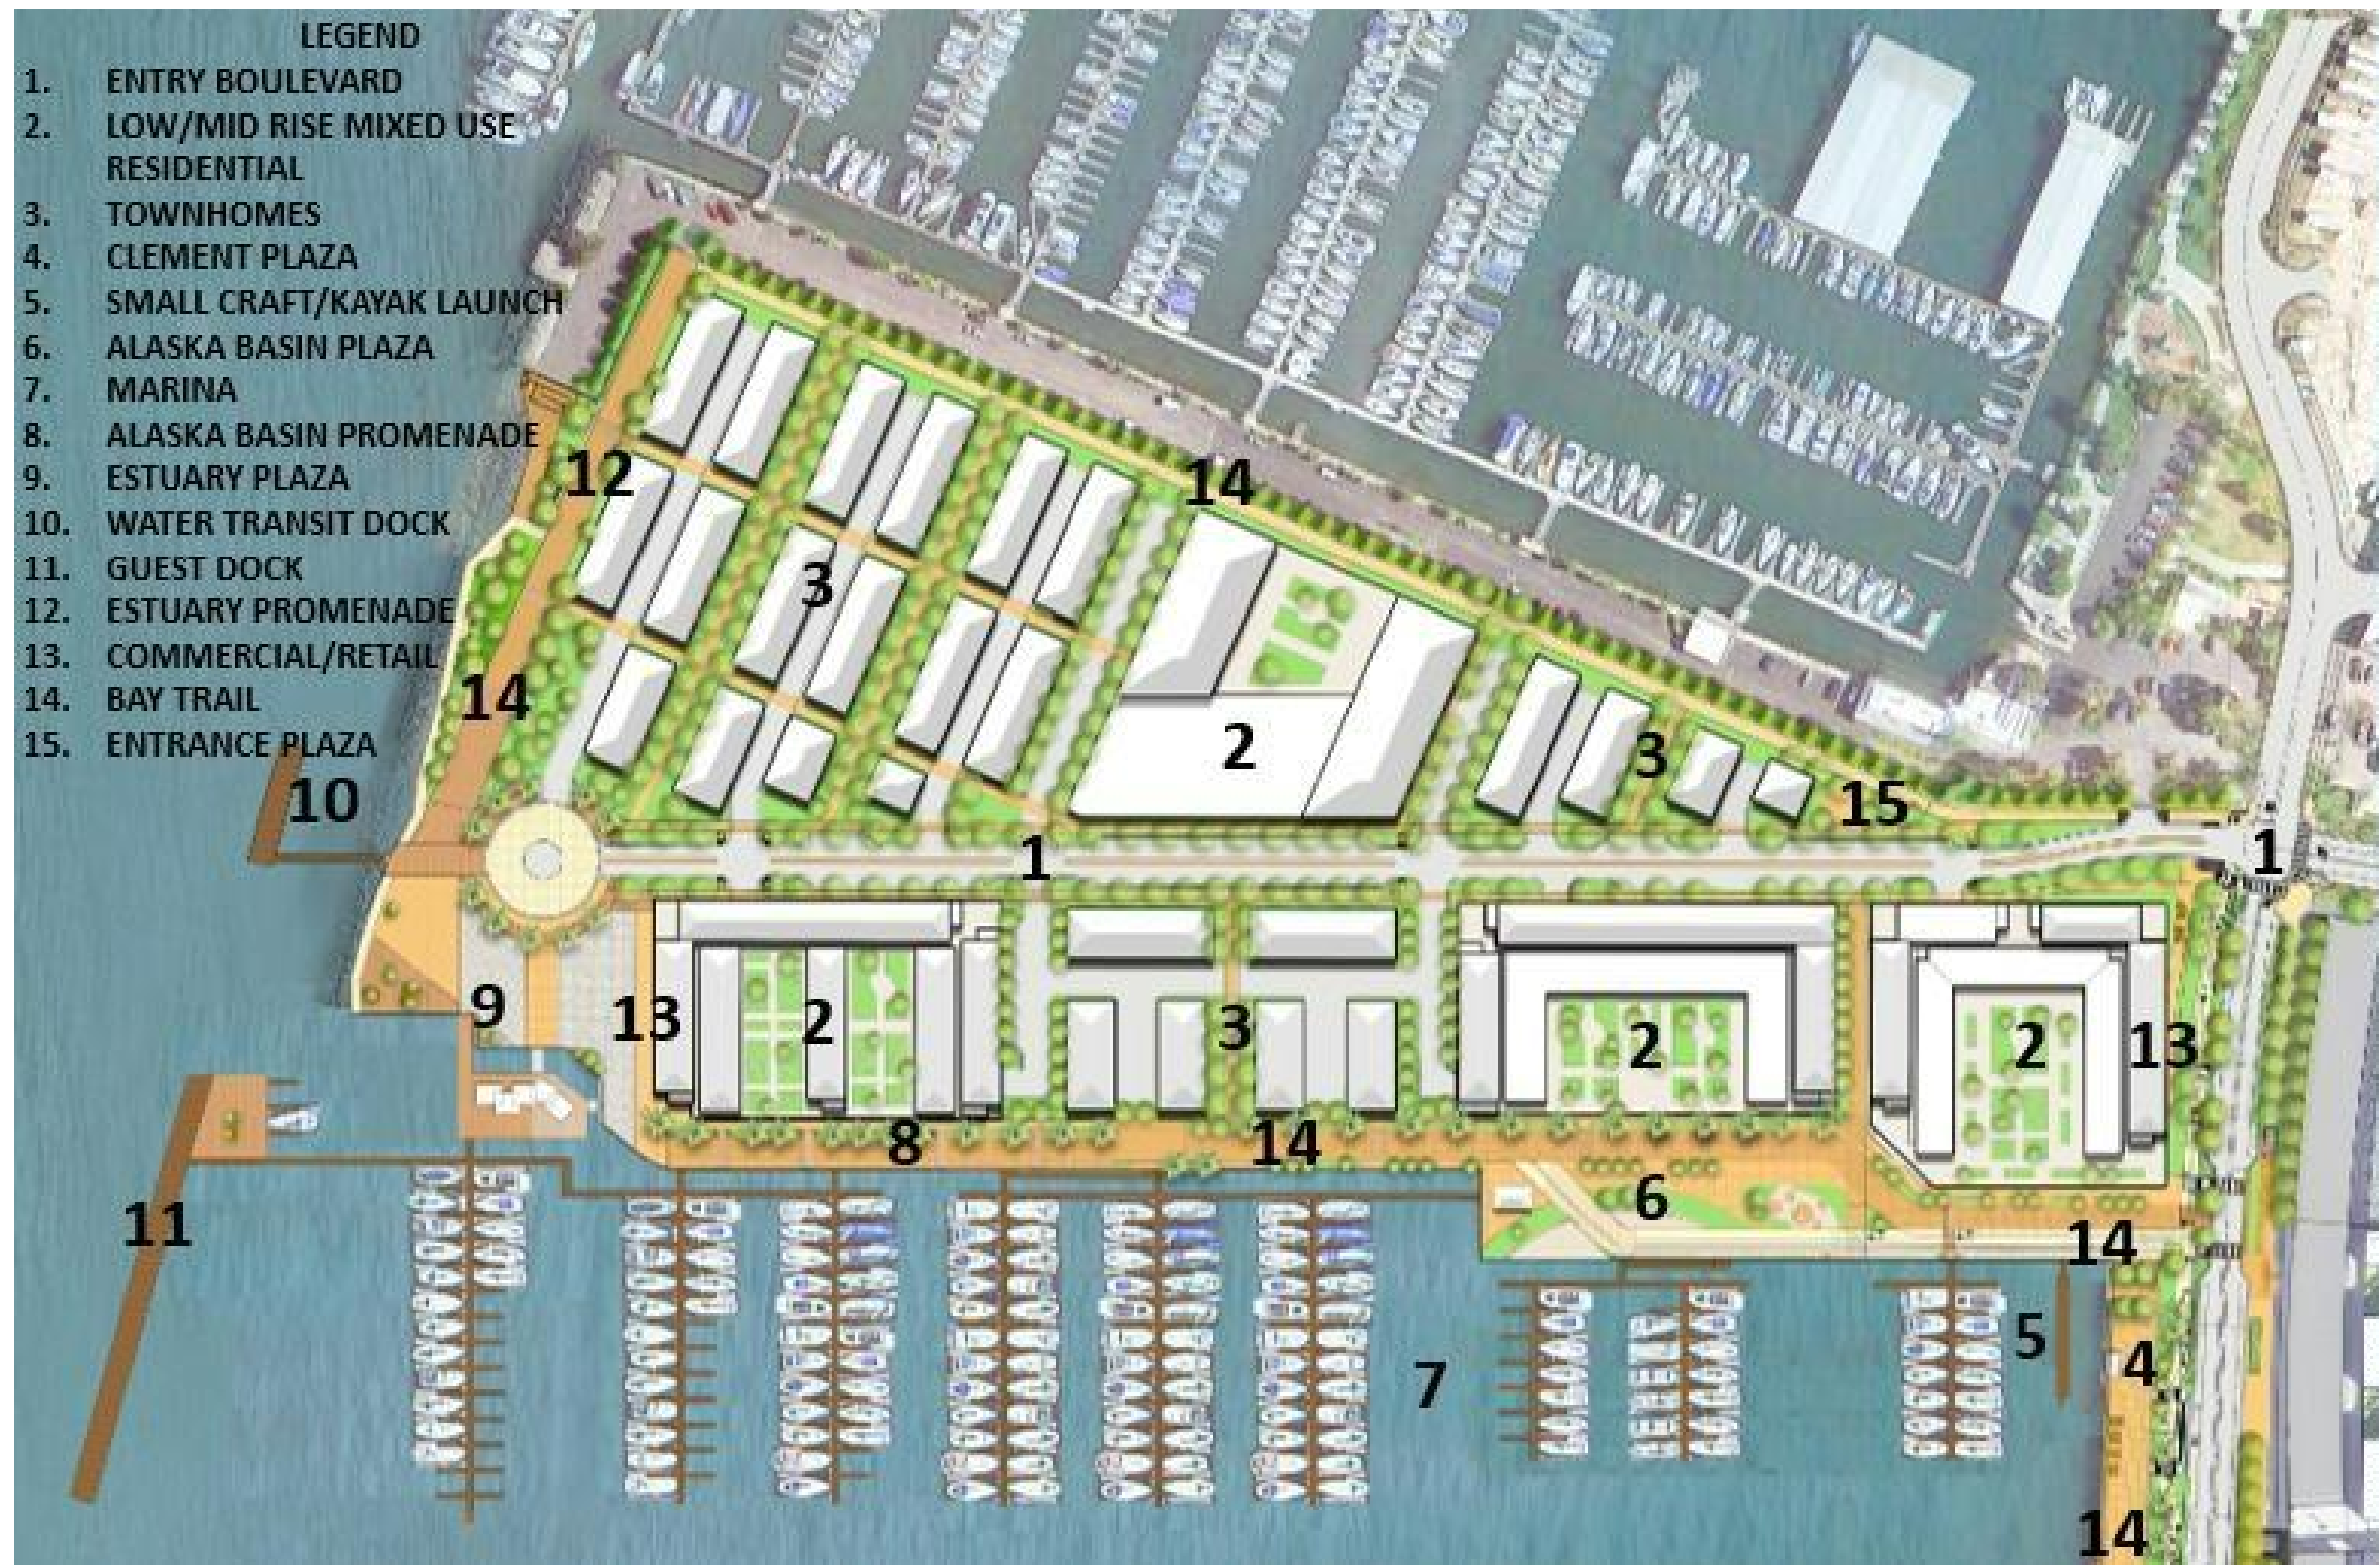 LEGEND
1. ENTRY BOULEVARD
2. LOW/MID RISE MIXED USE
RESIDENTIAL
3. TOWNHOMES
4. CLEMENT PLAZA
5. SMALL CRAFT/KAYAK LAUNCH
6. ALASKA BASIN PLAZA
7. MARINA
8. ALASKA BASIN PROMENADE
9. ESTUARY PLAZA
10. WATER TRANSIT DOCK
11. GUEST DOCK
12. ESTUARY PROMENADE
13. COMMERCIAL/RETAIL
14. BAY TRAIL
15. ENTRANCE PLAZA
12
14
3
14
2
3
15
10
1
1
9
13
2
3
2
2
13
8
14
6
11
14
7
5
4
14